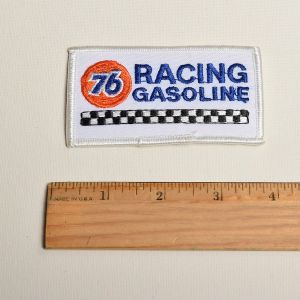 76 RACING
GASOLINE
1 2 3 4
MADE IN U.S.A.